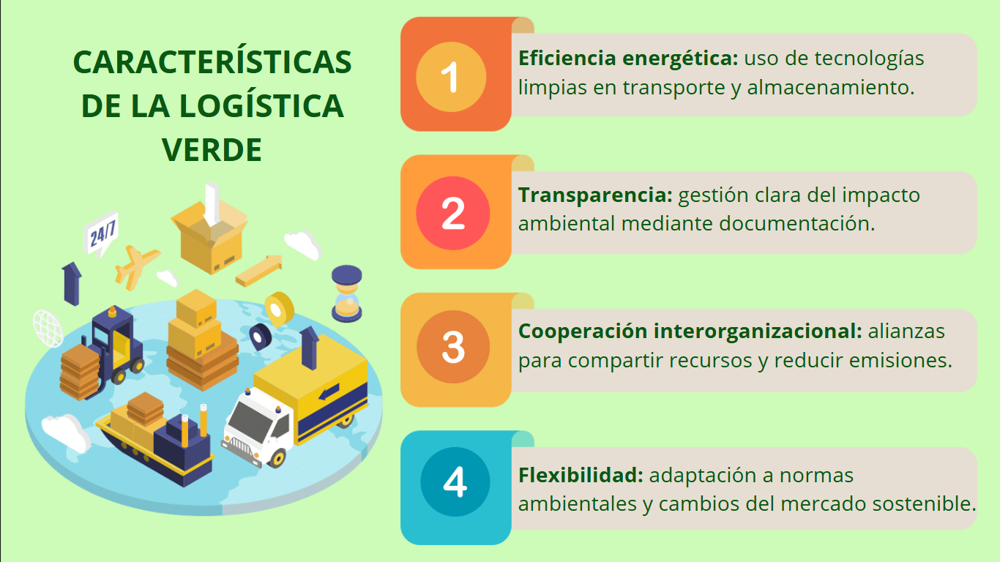 CARACTERÍSTICAS
DE LA LOGÍSTICA
VERDE
24/7
1
Eficiencia energética: uso de tecnologías
limpias en transporte y almacenamiento.
2
Transparencia: gestión clara del impacto
ambiental mediante documentación.
3
Cooperación interorganizacional: alianzas
para compartir recursos y reducir emisiones.
4
Flexibilidad: adaptación a normas
ambientales y cambios del mercado sostenible.